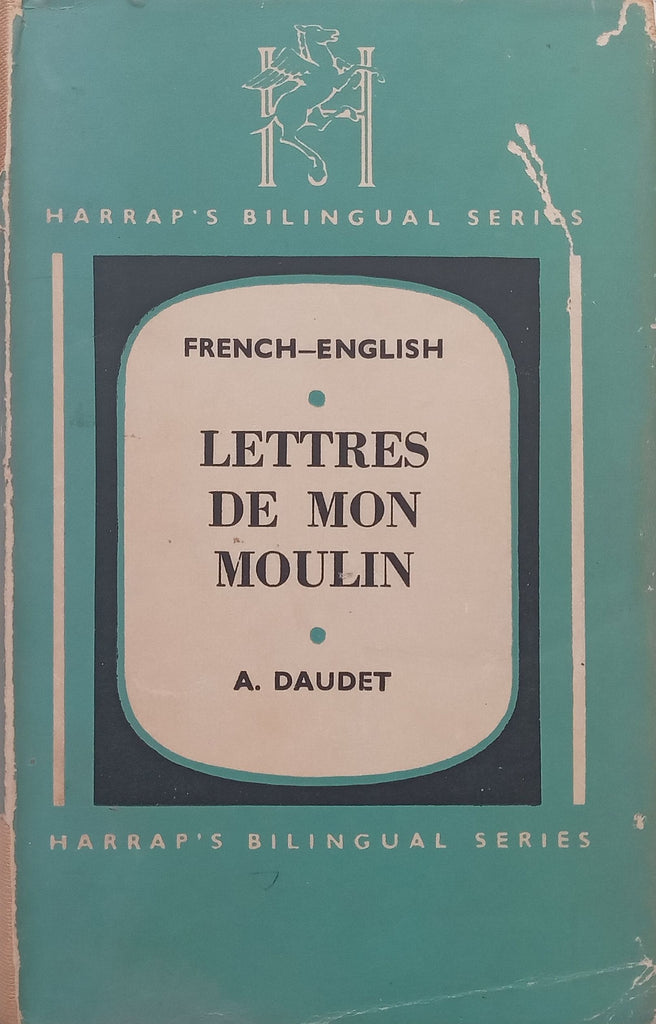 H
HARRAP'S BILINGUAL SERIES
FRENCH–ENGLISH
LETTRES
DE MON
MOULIN
A. DAUDET
HARRAP'S BILINGUAL SERIES